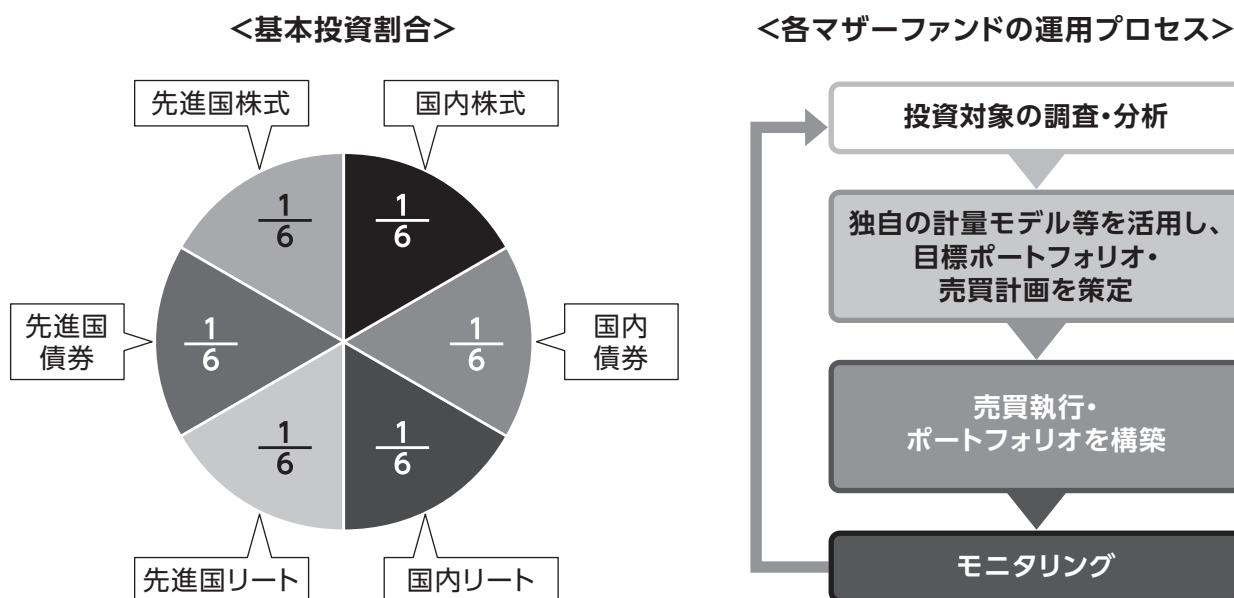 <基本投資割合>
先進国株式
国内株式
1
6
1
6
先進国
債券
1
6
1
6
国内
債券
1
6
1
6
先進国リート
国内リート
<各マザーファンドの運用プロセス>
投資対象の調査・分析
独自の計量モデル等を活用し、
目標ポートフォリオ・
売買計画を策定
売買執行・
ポートフォリオを構築
モニタリング